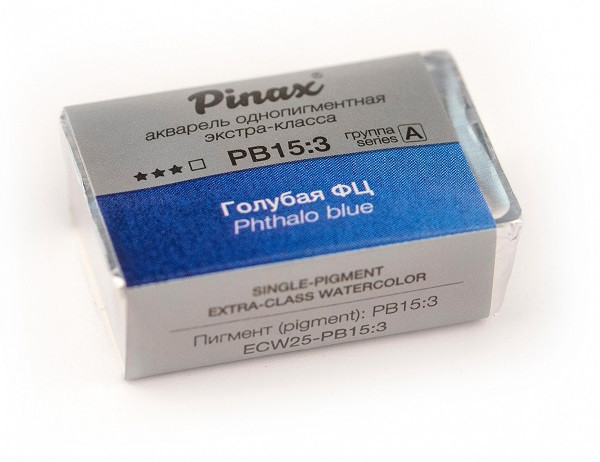 Pinax®
акварель однопигментная
экстра-класса
PB15:3
группа
series A
★★★□
Голубая ФЦ
Phthalo blue
SINGLE-PIGMENT
EXTRA-CLASS WATERCOLOR
Пигмент (pigment): PB15:3
ECW25-PB15:3